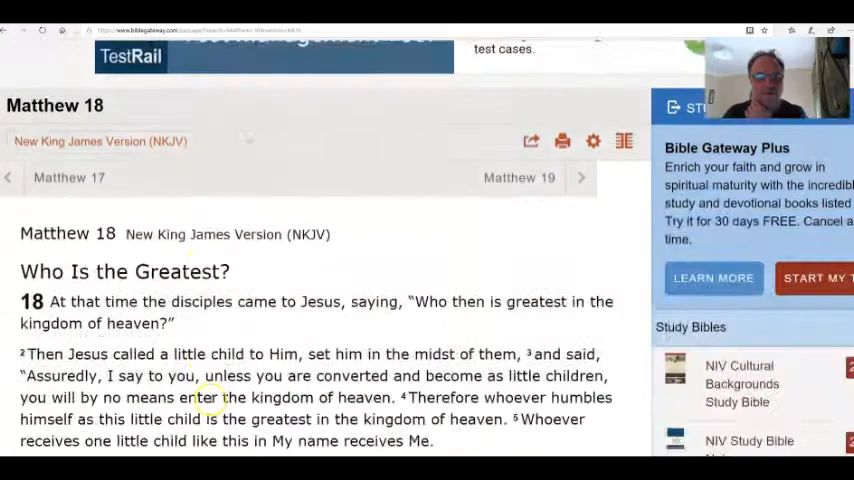 test cases.
TestRail
Matthew 18
New King James Version (NKJV)
Matthew 17
Matthew 19
Matthew 18 New King James Version (NKJV)
Who Is the Greatest?
18 At that time the disciples came to Jesus, saying, “Who then is greatest in the
kingdom of heaven?”
2 Then Jesus called a little child to Him, set him in the midst of them, 3 and said,
“Assuredly, I say to you, unless you are converted and become as little children,
you will by no means enter the kingdom of heaven. 4 Therefore whoever humbles
himself as this little child is the greatest in the kingdom of heaven. 5 Whoever
receives one little child like this in My name receives Me.
Bible Gateway Plus
Enrich your faith and grow in
spiritual maturity with the incredibl
study and devotional books listed
Try it for 30 days FREE. Cancel a
time.
LEARN MORE
START MY T
Study Bibles
NIV Cultural
Backgrounds
Study Bible
NIV Study Bible